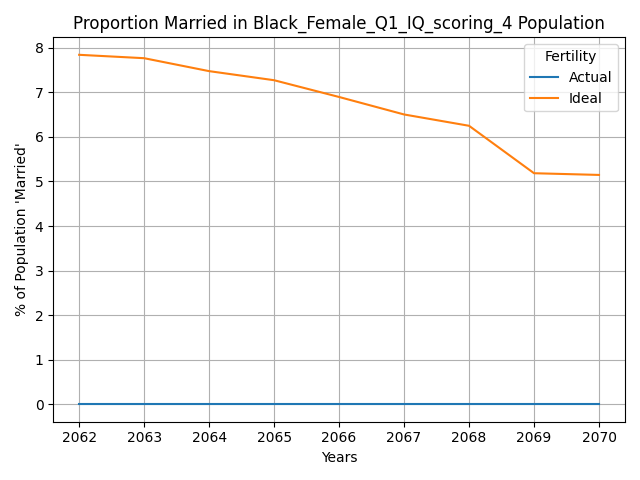 Proportion Married in Black_Female_Q1_IQ_scoring_4 Population
% of Population 'Married'
8
7
6
5
4
3
2
1
0
Fertility
Actual
Ideal
2062 2063 2064 2065 2066 2067 2068 2069 2070
Years